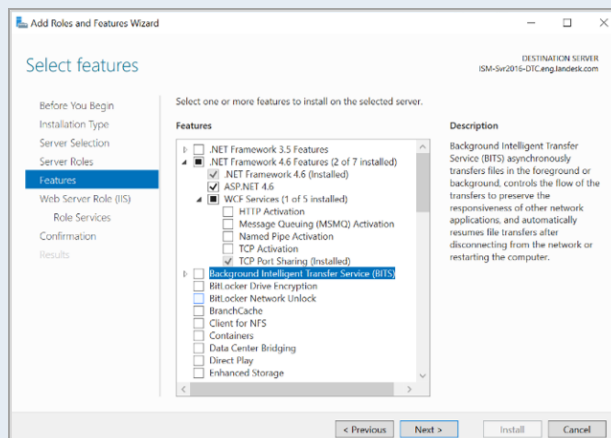 Add Roles and Features Wizard
Select features
DESTINATION SERVER
ISM-Svr2016-DTC.eng.landesk.com
Before You Begin
Installation Type
Server Selection
Server Roles
Features
Web Server Role (IIS)
Role Services
Confirmation
Results
Select one or more features to install on the selected server.
Features
.NET Framework 3.5 Features
.NET Framework 4.6 Features (2 of 7 installed)
.NET Framework 4.6 (Installed)
ASP.NET 4.6
WCF Services (1 of 5 installed)
HTTP Activation
Message Queuing (MSMQ) Activation
Named Pipe Activation
TCP Activation
TCP Port Sharing (Installed)
Background Intelligent Transfer Service (BITS)
BitLocker Drive Encryption
BitLocker Network Unlock
BranchCache
Client for NFS
Containers
Data Center Bridging
Direct Play
Enhanced Storage
Description
Background Intelligent Transfer
Service (BITS) asynchronously
transfers files in the foreground or
background, controls the flow of the
transfers to preserve the
responsiveness of other network
applications, and automatically
resumes file transfers after
disconnecting from the network or
restarting the computer.
< Previous
Next >
Install
Cancel